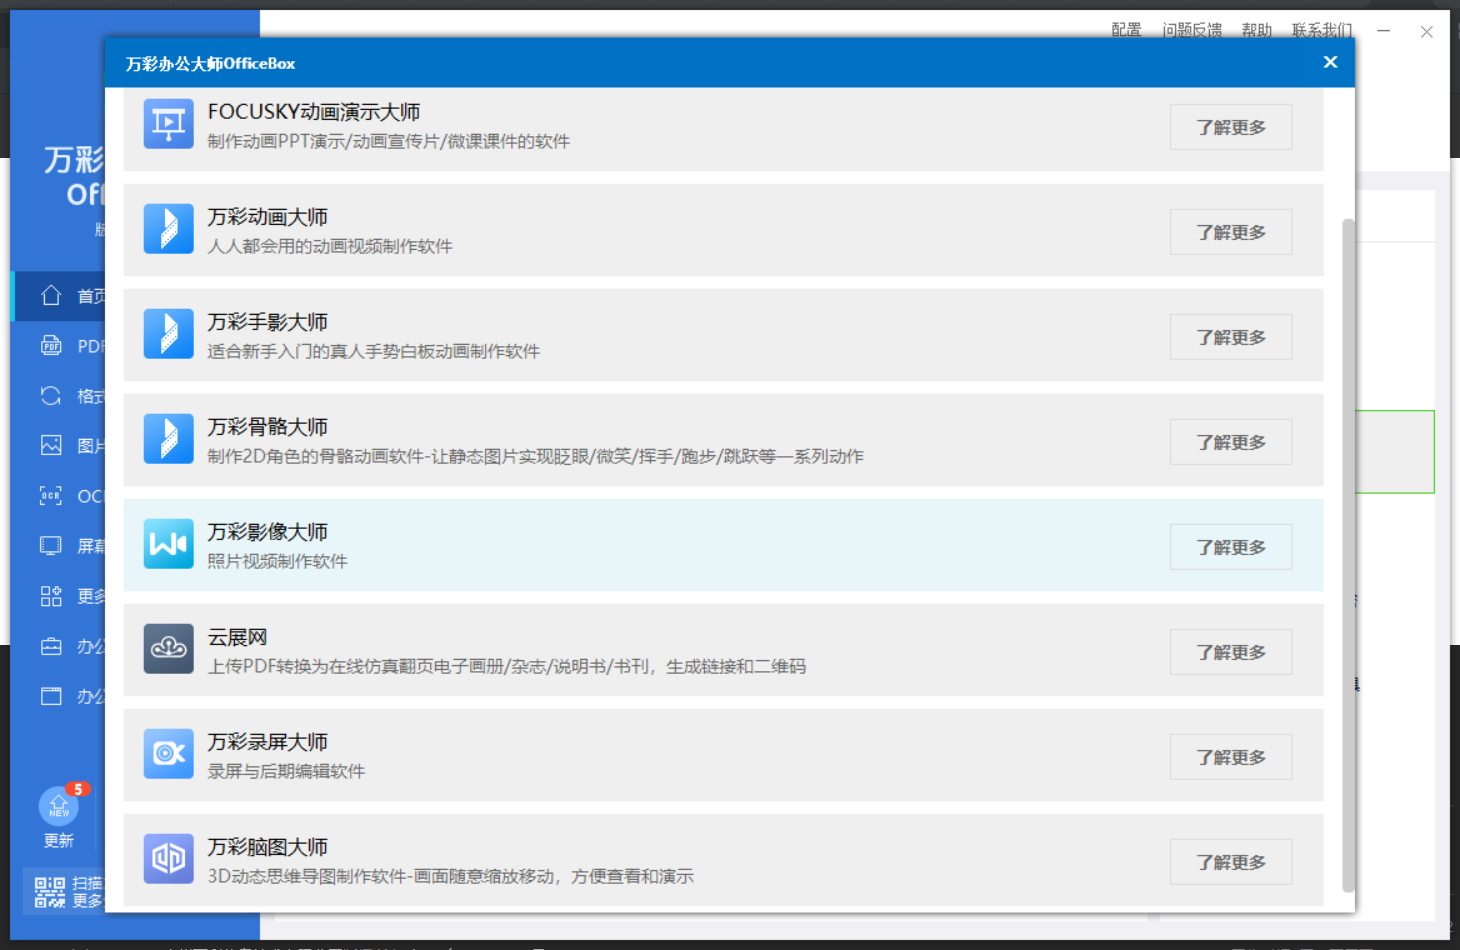 配置 问题反馈 帮助 联系我们
万彩办公大师OfficeBox
万彩
版
首页
PDF
格式
图片
OCR
屏幕
更多
办公
办公
5
NEW
更新
扫描
更多
FOCUSKY动画演示大师
制作动画PPT演示/动画宣传片/微课课件的软件
了解更多
万彩动画大师
人人都会用的动画视频制作软件
了解更多
万彩手影大师
适合新手入门的真人手势白板动画制作软件
了解更多
万彩骨骼大师
制作2D角色的骨骼动画软件-让静态图片实现眨眼/微笑/挥手/跑步/跳跃等一系列动作
了解更多
万彩影像大师
照片视频制作软件
了解更多
云展网
上传PDF转换为在线仿真翻页电子画册/杂志/说明书/书刊，生成链接和二维码
了解更多
万彩录屏大师
录屏与后期编辑软件
了解更多
万彩脑图大师
3D动态思维导图制作软件-画面随意缩放移动，方便查看和演示
了解更多